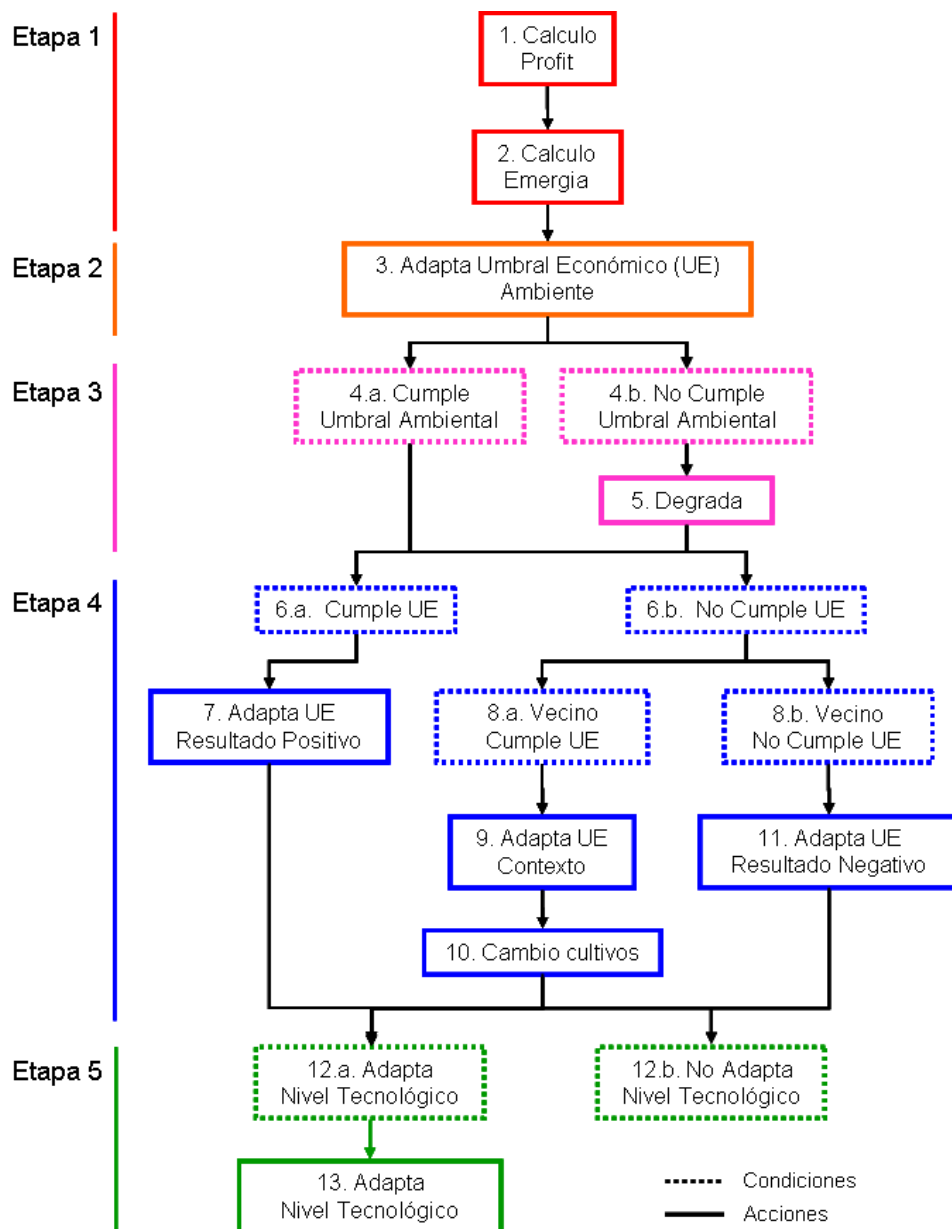 Etapa 1
1. Calculo
Profit
2. Calculo
Emergia
Etapa 2
3. Adapta Umbral Económico (UE)
Ambiente
Etapa 3
4.a. Cumple
Umbral Ambiental
4.b. No Cumple
Umbral Ambiental
5. Degrada
Etapa 4
6.a. Cumple UE
6.b. No Cumple UE
7. Adapta UE
Resultado Positivo
8.a. Vecino
Cumple UE
8.b. Vecino
No Cumple UE
9. Adapta UE
Contexto
11. Adapta UE
Resultado Negativo
10. Cambio cultivos
Etapa 5
12.a. Adapta
Nivel Tecnológico
12.b. No Adapta
Nivel Tecnológico
13. Adapta
Nivel Tecnológico
Condiciones
Acciones